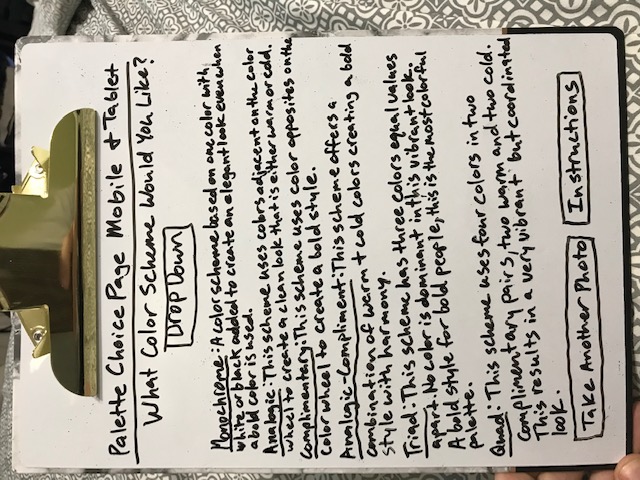 Palette Choice Page Mobile + Tablet
What Color Scheme Would You Like?
Drop Down
Monochrome: A color scheme based on one color with
white or black added to create an elegant look even when
a bold color is used.
Analogic: This scheme uses colors adjacent on the color
wheel to create a clean look that is either warm or cold.
Complimentary: This scheme uses color opposites on the
color wheel to create a bold style.
Analogic-Compliment: This scheme offers a
combination of warm + cold colors creating a bold
style with harmony.
Triad: This scheme has three colors equal values
apart. No color is dominant in this vibrant look.
A bold style for bold people, this is the most colorful
palette.
Quad: This scheme uses four colors in two
complimentary pairs, two warm and two cold.
This results in a very vibrant but coordinated
look.
Take Another Photo
Instructions